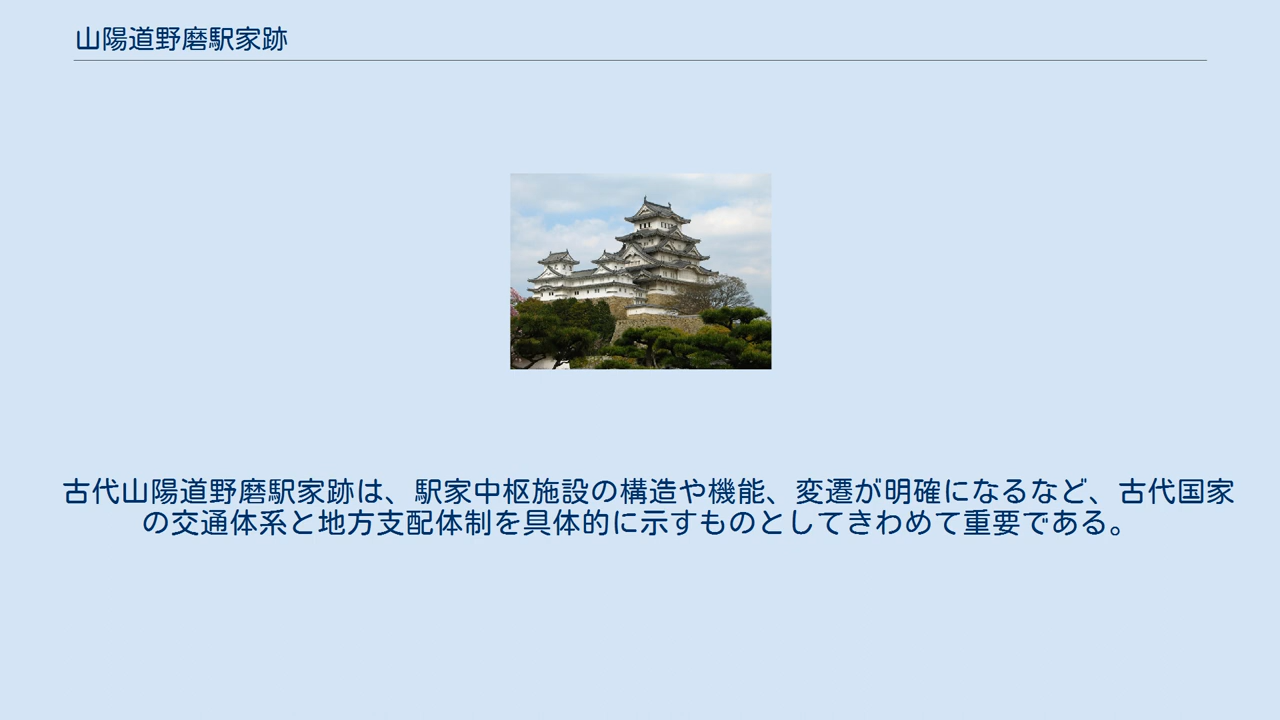 山陽道野磨駅家跡
古代山陽道野磨駅家跡は、駅家中枢施設の構造や機能、変遷が明確になるなど、古代国家
の交通体系と地方支配体制を具体的に示すものとしてきわめて重要である。